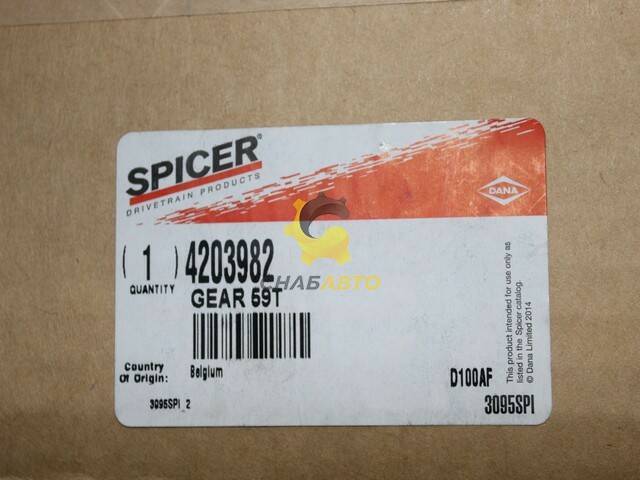 SPICER®
DRIVETRAIN PRODUCTS
DANA
( 1 ) 4203982
QUANTITY
СНАБАВТО
GEAR 59T
Country
Of Origin:
Belgium
D100AF
3095SPI 2
3095SPI
This product intended for use only as
listed in the Spicer catalog.
© Dana Limited 2014